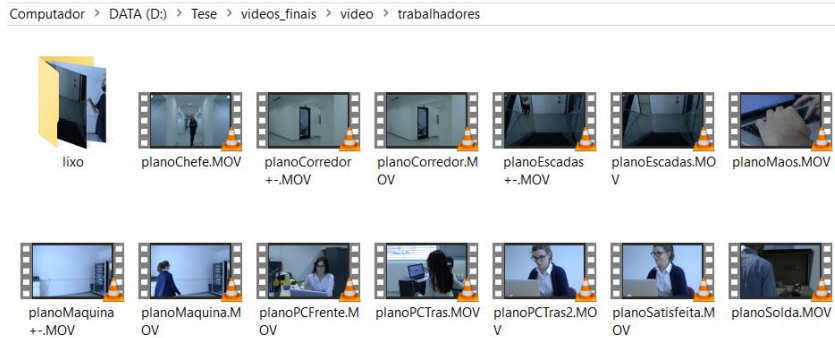 Computador > DATA (D:) > Tese > videos_finais > video > trabalhadores
lixo
planoChefe.MOV
planoCorredor
+-.MOV
planoCorredor.M
OV
planoEscadas
+-.MOV
planoEscadas.MO
V
planoMaos.MOV
planoMaquina
+-.MOV
planoMaquina.M
OV
planoPCFrente.M
OV
planoPCTras.MOV
planoPCTras2.MO
V
planoSatisfeita.M
OV
planoSolda.MOV